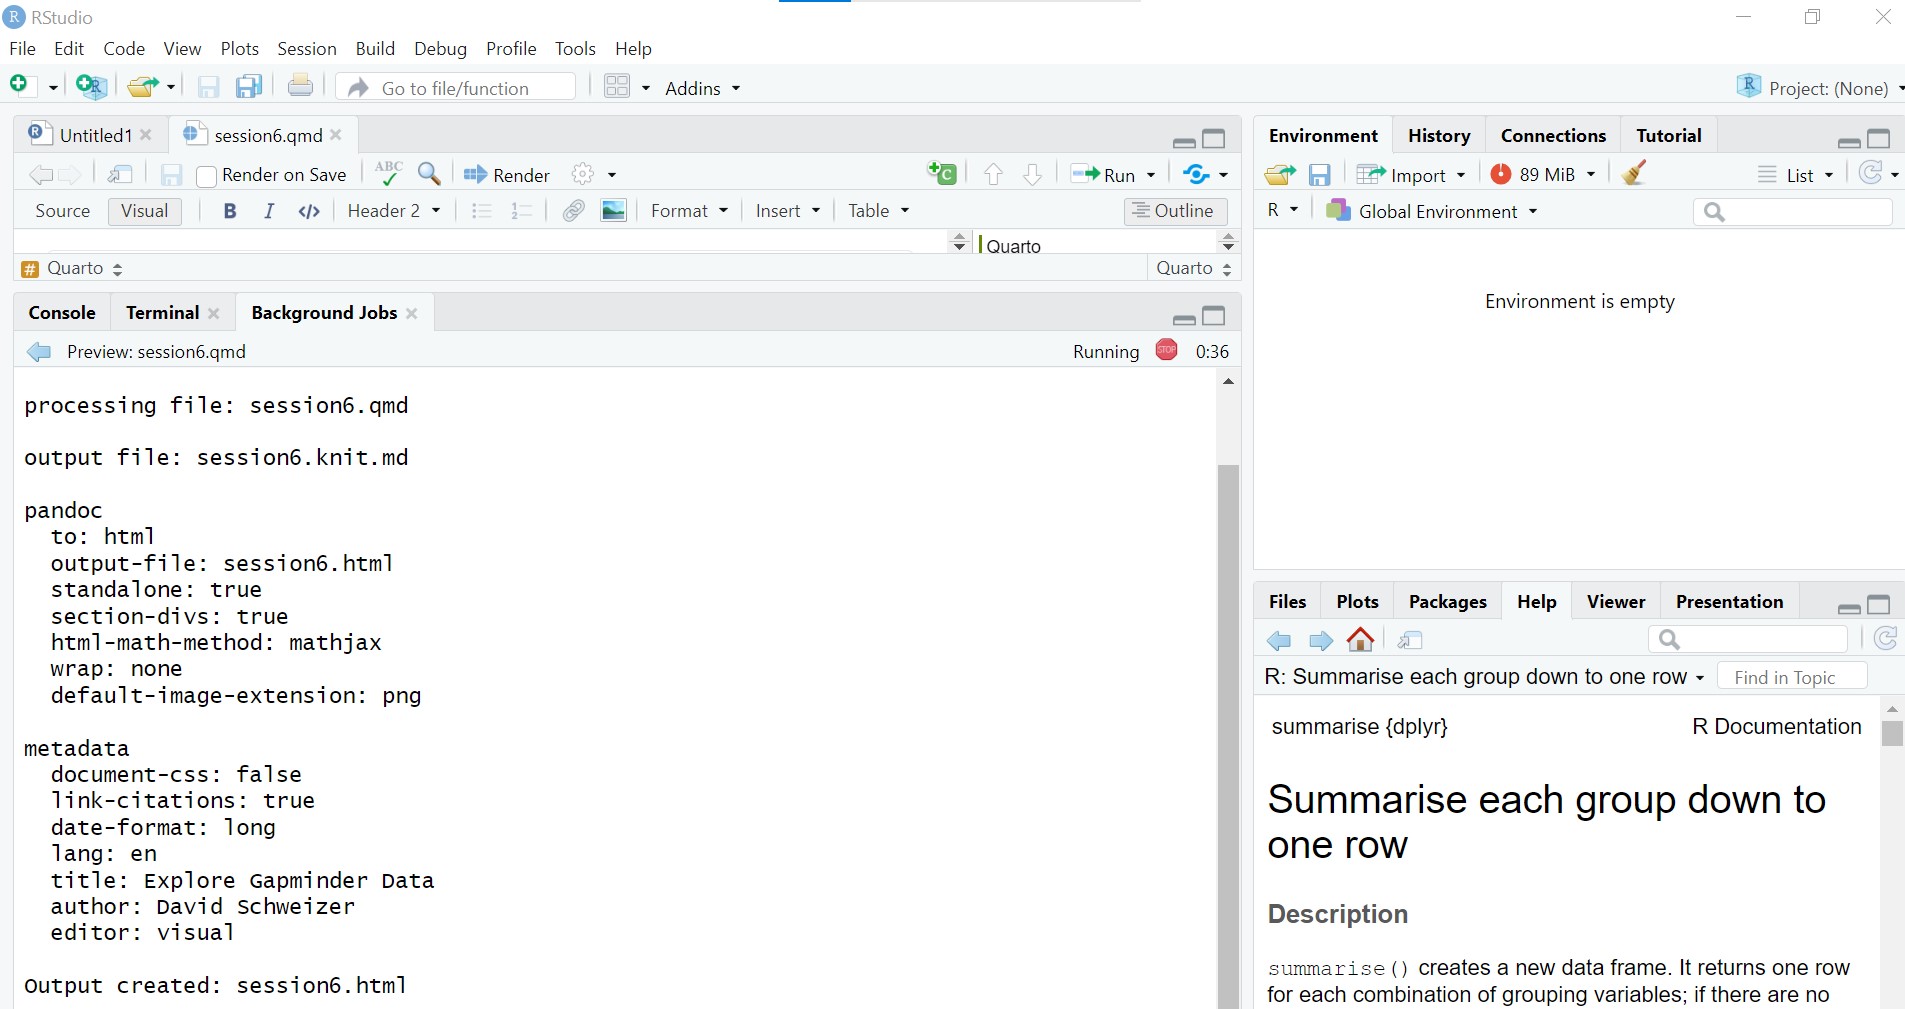 RStudio
File Edit Code View Plots Session Build Debug Profile Tools Help
Go to file/function Addins Project: (None)
Untitled1 session6.qmd
Render on Save ABC Render C Run
Source Visual B I </> Header 2 Format Insert Table Outline
Quarto
# Quarto Quarto
Console Terminal Background Jobs
Preview: session6.qmd Running STOP 0:36
processing file: session6.qmd
output file: session6.knit.md
pandoc
to: html
output-file: session6.html
standalone: true
section-divs: true
html-math-method: mathjax
wrap: none
default-image-extension: png
metadata
document-css: false
link-citations: true
date-format: long
lang: en
title: Explore Gapminder Data
author: David Schweizer
editor: visual
Output created: session6.html
Environment History Connections Tutorial
Import 89 MiB List
R Global Environment
Environment is empty
Files Plots Packages Help Viewer Presentation
R: Summarise each group down to one row Find in Topic
summarise {dplyr} R Documentation
Summarise each group down to
one row
Description
summarise() creates a new data frame. It returns one row
for each combination of grouping variables; if there are no